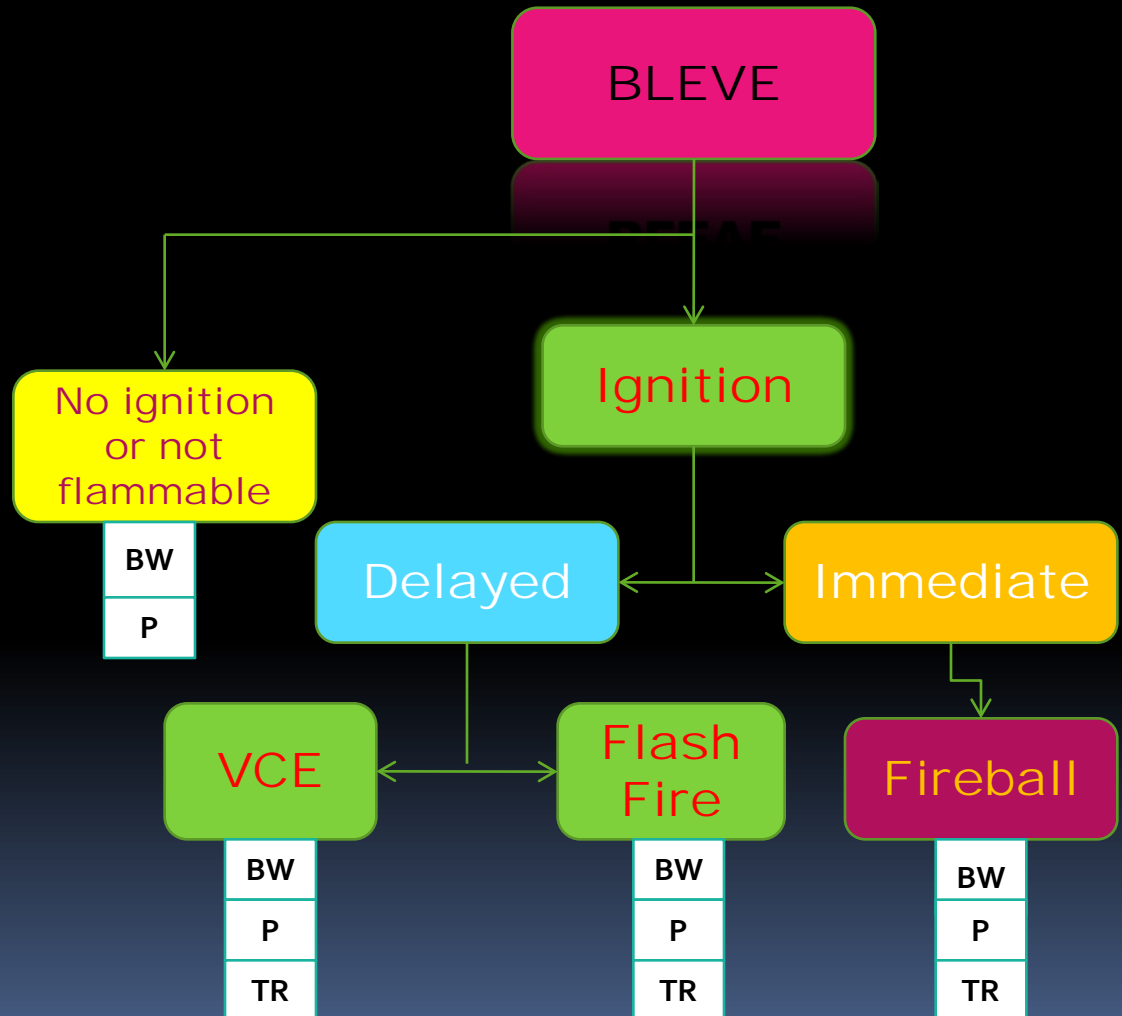 BLEVE
Ignition
No ignition
or not
flammable
BW
P
Delayed
Immediate
VCE
Flash
Fire
Fireball
BW
P
TR
BW
P
TR
BW
P
TR